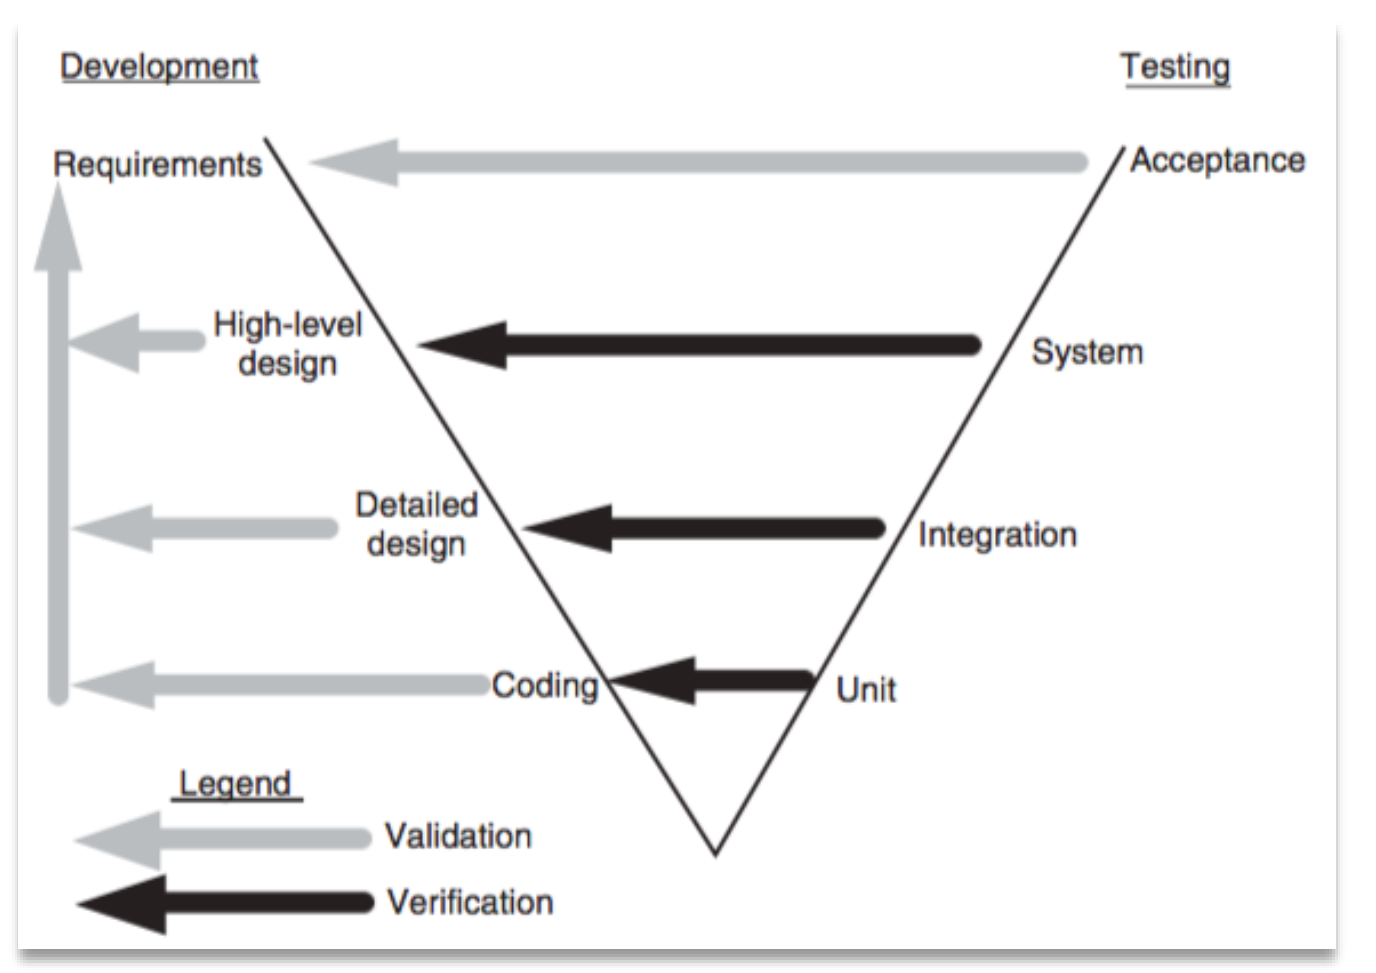 Development
Testing
Requirements
Acceptance
High-level
design
System
Detailed
design
Integration
Coding
Unit
Legend
Validation
Verification